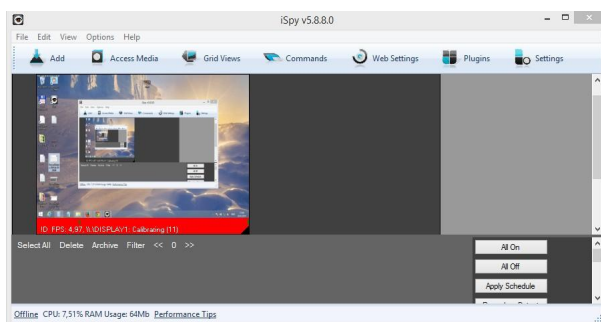 iSpy v5.8.8.0
File Edit View Options Help
Add Access Media Grid Views Commands Web Settings Plugins Settings
ID FPS: 4,97, \\.\DISPLAY1: Calibrating (11)
Select All Delete Archive Filter << 0 >>
All On
All Off
Apply Schedule
Offline CPU: 7,51% RAM Usage: 64Mb Performance Tips